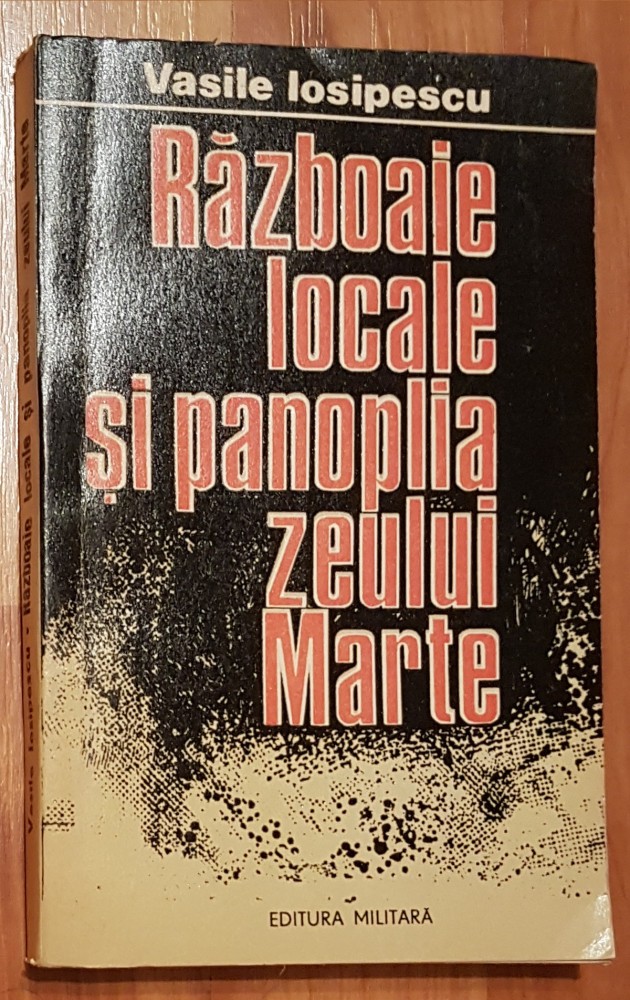 Vasile Iosipescu
Războaie
locale
și panoplia
zeului
Marte
EDITURA MILITARĂ
Vasile Iosipescu • Războaie locale și panoplia zeului Marte